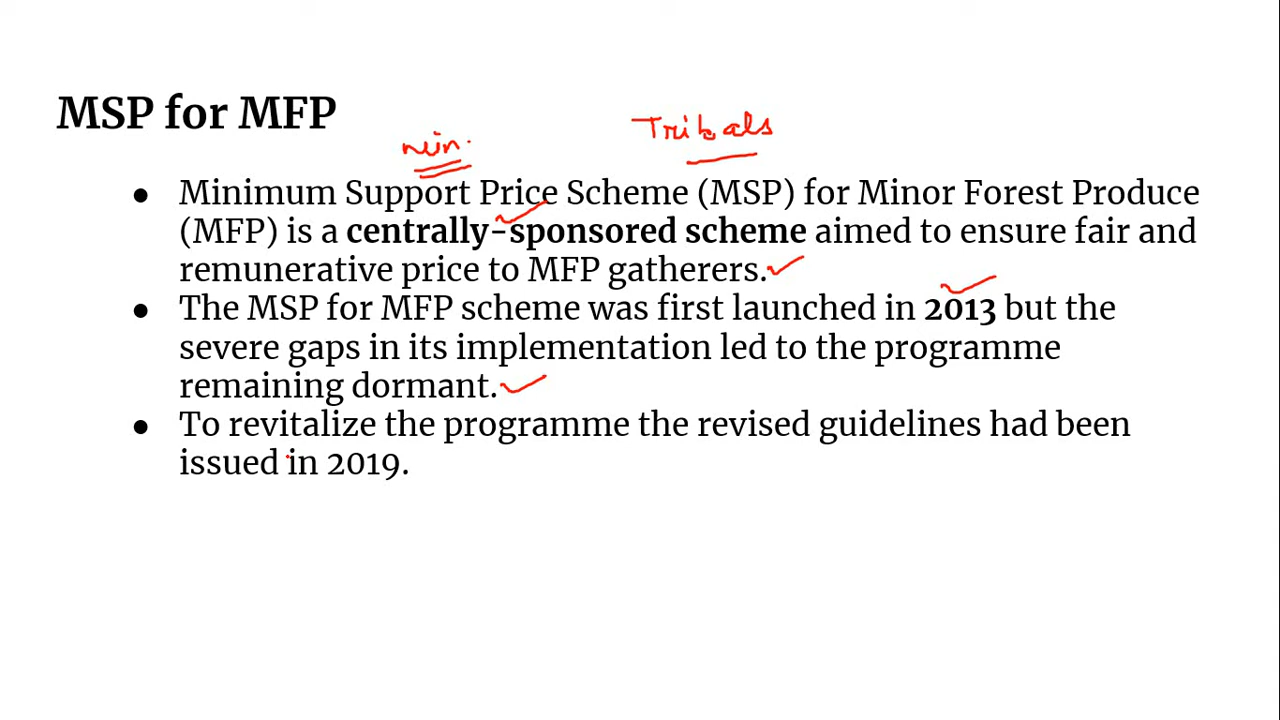 MSP for MFP
Tribals
min.
● Minimum Support Price Scheme (MSP) for Minor Forest Produce
(MFP) is a centrally-sponsored scheme aimed to ensure fair and
remunerative price to MFP gatherers.
● The MSP for MFP scheme was first launched in 2013 but the
severe gaps in its implementation led to the programme
remaining dormant.
● To revitalize the programme the revised guidelines had been
issued in 2019.